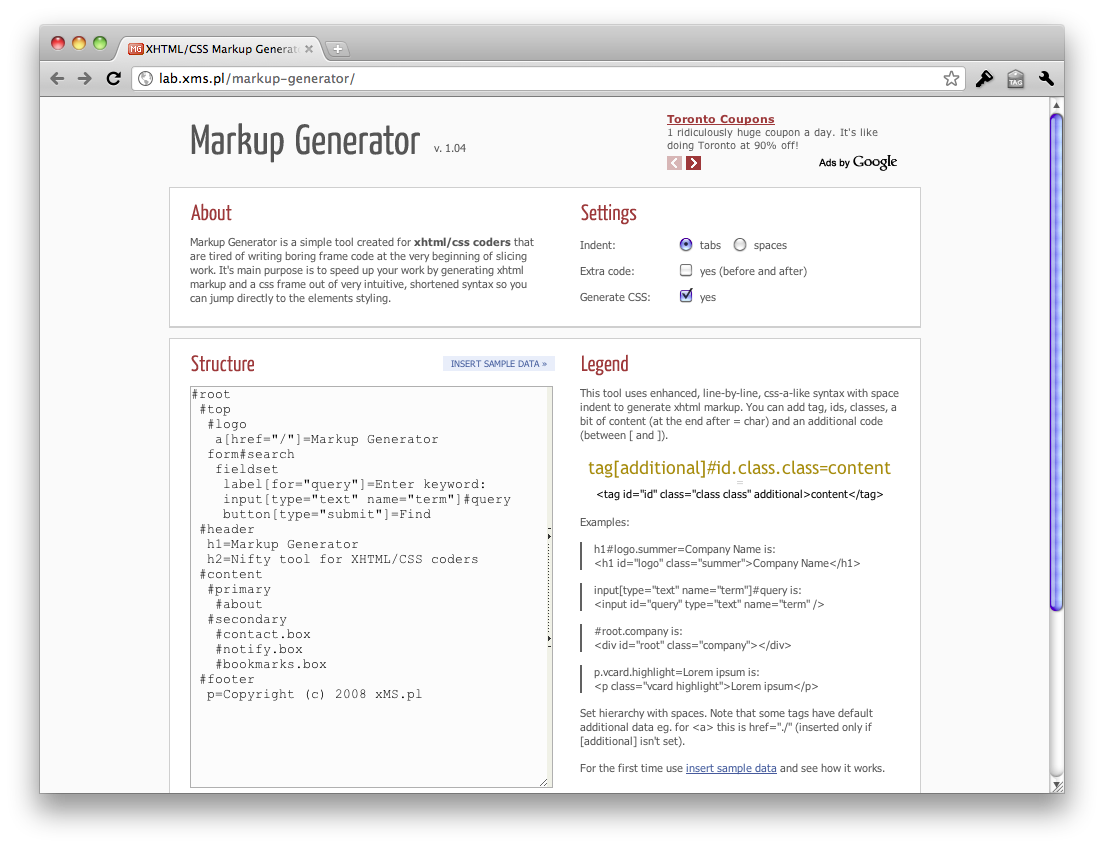 XHTML/CSS Markup Generat
lab.xms.pl/markup-generator/
TAG
Markup Generator v. 1.04
Toronto Coupons
1 ridiculously huge coupon a day. It's like
doing Toronto at 90% off!
Ads by Google
About
Markup Generator is a simple tool created for xhtml/css coders that
are tired of writing boring frame code at the very beginning of slicing
work. It's main purpose is to speed up your work by generating xhtml
markup and a css frame out of very intuitive, shortened syntax so you
can jump directly to the elements styling.
Settings
Indent: tabs spaces
Extra code: yes (before and after)
Generate CSS: yes
Structure
INSERT SAMPLE DATA »
#root
 #top
  #logo
   a[href="/"]=Markup Generator
  form#search
   fieldset
    label[for="query"]=Enter keyword:
    input[type="text" name="term"]#query
    button[type="submit"]=Find
 #header
  h1=Markup Generator
  h2=Nifty tool for XHTML/CSS coders
 #content
  #primary
   #about
  #secondary
   #contact.box
   #notify.box
   #bookmarks.box
 #footer
  p=Copyright (c) 2008 xMS.pl
Legend
This tool uses enhanced, line-by-line, css-a-like syntax with space
indent to generate xhtml markup. You can add tag, ids, classes, a
bit of content (at the end after = char) and an additional code
(between [ and ]).
tag[additional]#id.class.class=content
=
<tag id="id" class="class class" additional>content</tag>
Examples:
h1#logo.summer=Company Name is:
<h1 id="logo" class="summer">Company Name</h1>
input[type="text" name="term"]#query is:
<input id="query" type="text" name="term" />
#root.company is:
<div id="root" class="company"></div>
p.vcard.highlight=Lorem ipsum is:
<p class="vcard highlight">Lorem ipsum</p>
Set hierarchy with spaces. Note that some tags have default
additional data eg. for <a> this is href="./" (inserted only if
[additional] isn't set).
For the first time use insert sample data and see how it works.